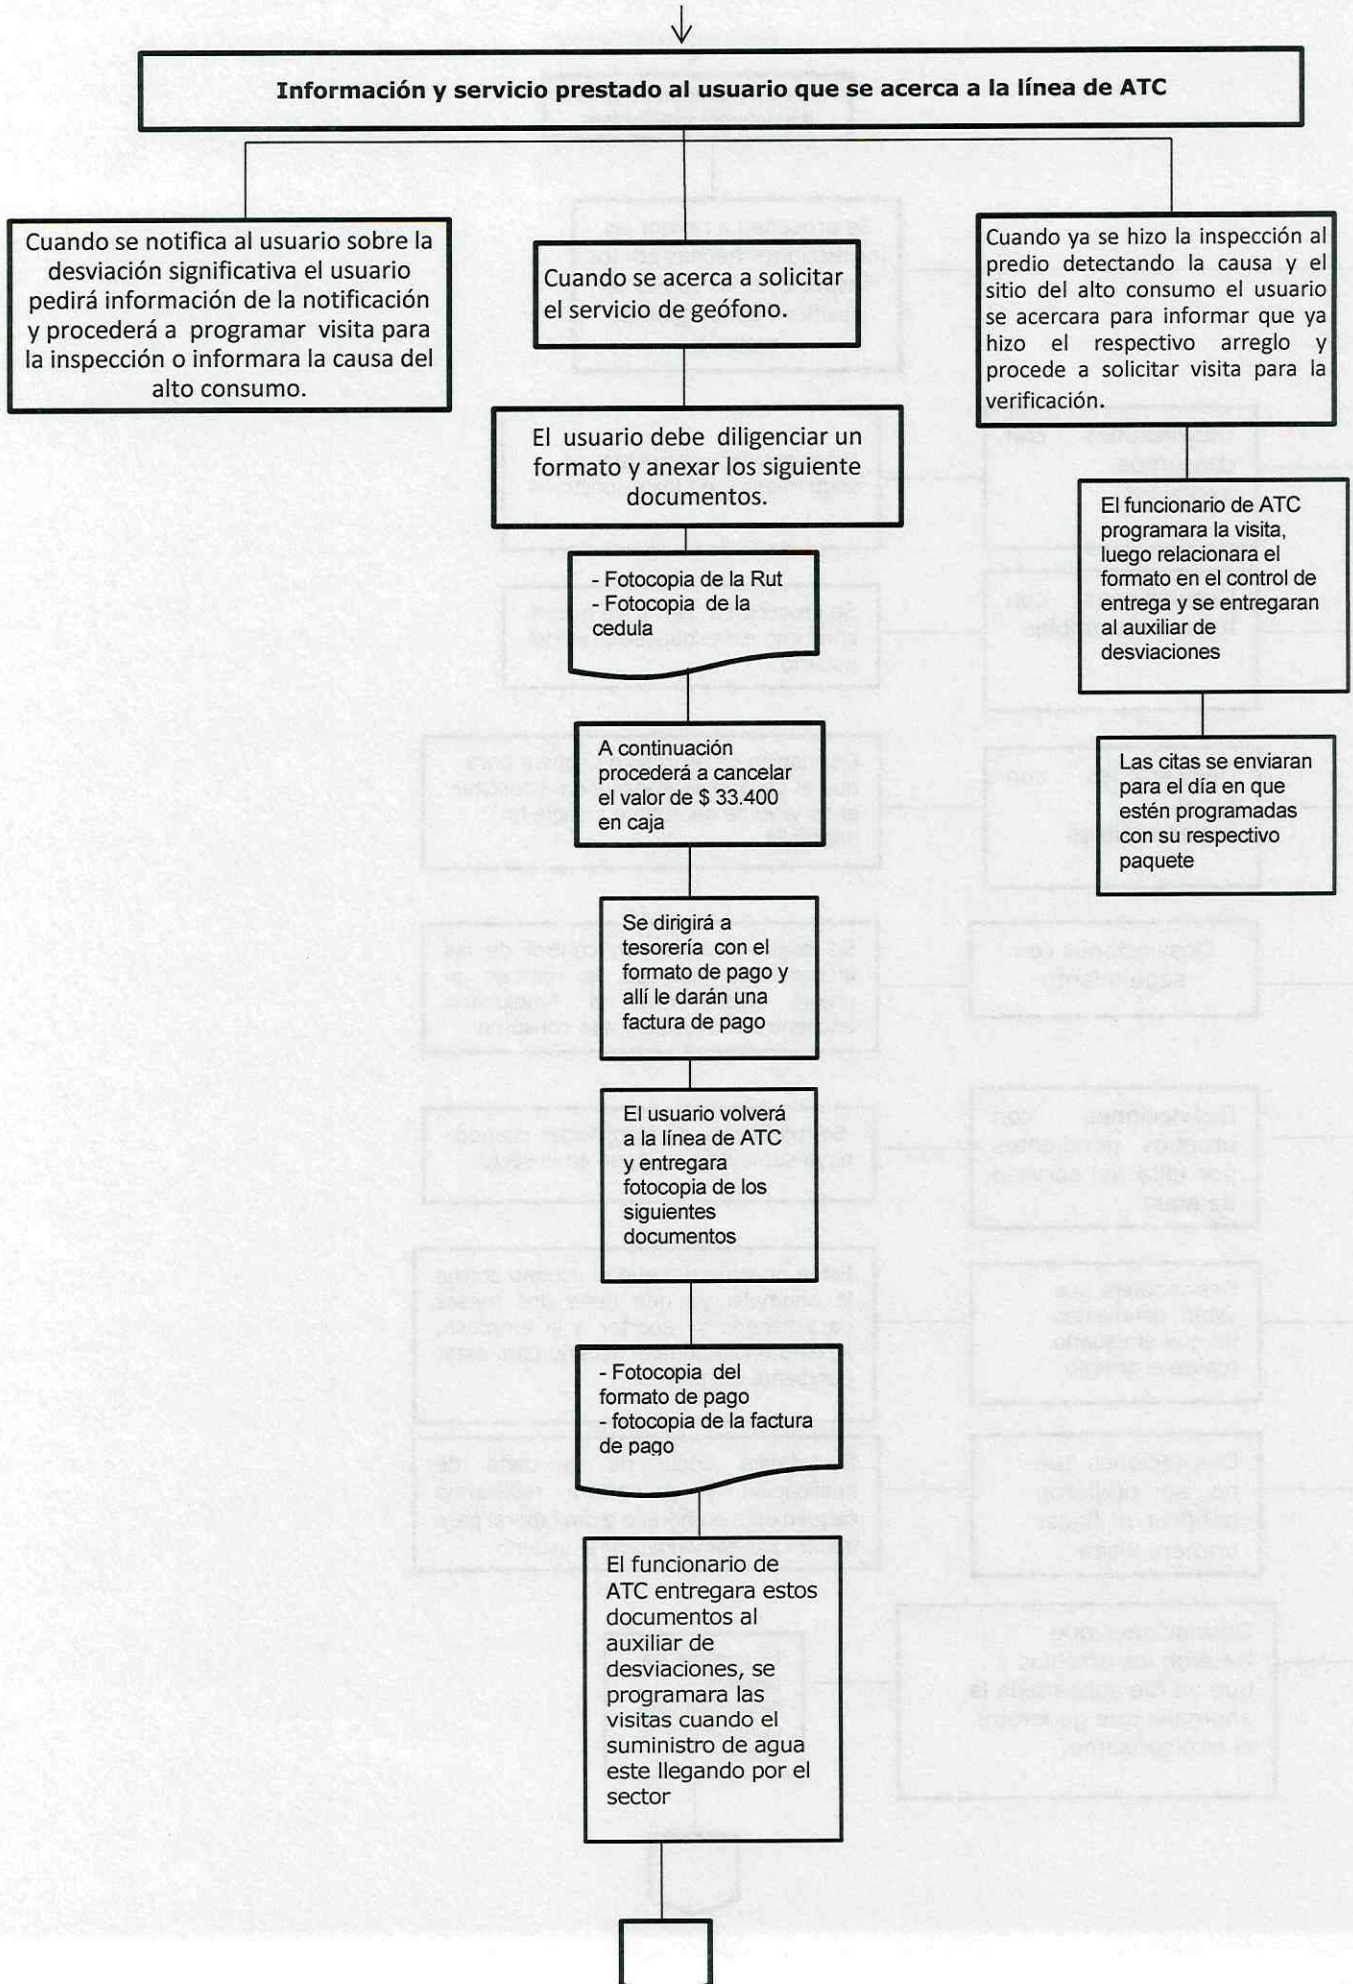 Información y servicio prestado al usuario que se acerca a la línea de ATC
Cuando se notifica al usuario sobre la
desviación significativa el usuario
pedirá información de la notificación
y procederá a programar visita para
la inspección o informara la causa del
alto consumo.
Cuando se acerca a solicitar
el servicio de geófono.
El usuario debe diligenciar un
formato y anexar los siguiente
documentos.
- Fotocopia de la Rut
- Fotocopia de la
cedula
A continuación
procederá a cancelar
el valor de $ 33.400
en caja
Se dirigirá a
tesorería con el
formato de pago y
allí le darán una
factura de pago
El usuario volverá
a la línea de ATC
y entregara
fotocopia de los
siguientes
documentos
- Fotocopia del
formato de pago
- fotocopia de la factura
de pago
El funcionario de
ATC entregara estos
documentos al
auxiliar de
desviaciones, se
programara las
visitas cuando el
suministro de agua
este llegando por el
sector
Cuando ya se hizo la inspección al
predio detectando la causa y el
sitio del alto consumo el usuario
se acercara para informar que ya
hizo el respectivo arreglo y
procede a solicitar visita para la
verificación.
El funcionario de ATC
programara la visita,
luego relacionara el
formato en el control de
entrega y se entregaran
al auxiliar de
desviaciones
Las citas se enviaran
para el día en que
estén programadas
con su respectivo
paquete